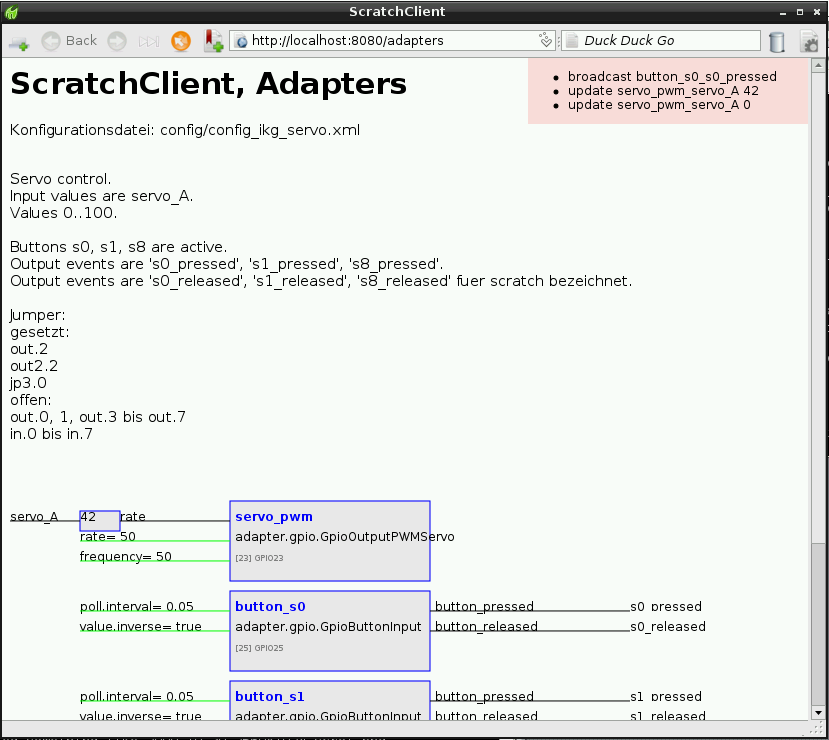 ScratchClient
Back
http://localhost:8080/adapters
Duck Duck Go
ScratchClient, Adapters
broadcast button_s0_s0_pressed
update servo_pwm_servo_A 42
update servo_pwm_servo_A 0
Konfigurationsdatei: config/config_ikg_servo.xml
Servo control.
Input values are servo_A.
Values 0..100.
Buttons s0, s1, s8 are active.
Output events are 's0_pressed', 's1_pressed', 's8_pressed'.
Output events are 's0_released', 's1_released', 's8_released' fuer scratch bezeichnet.
Jumper:
gesetzt:
out.2
out2.2
jp3.0
offen:
out.0, 1, out.3 bis out.7
in.0 bis in.7
servo_A 42 rate servo_pwm
rate= 50 adapter.gpio.GpioOutputPWMServo
frequency= 50 [23] GPIO23
poll.interval= 0.05 button_s0 button_pressed s0_pressed
value.inverse= true adapter.gpio.GpioButtonInput button_released s0_released
[25] GPIO25
poll.interval= 0.05 button_s1 button_pressed s1_pressed
value.inverse= true adapter.gpio.GpioButtonInput button_released s1_released